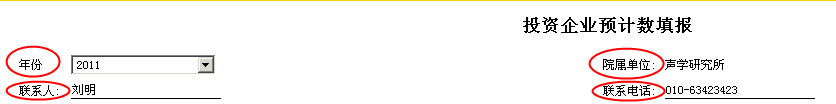 投资企业预计数填报
年份 2011 院属单位: 声学研究所
联系人: 刘明 联系电话: 010-63423423